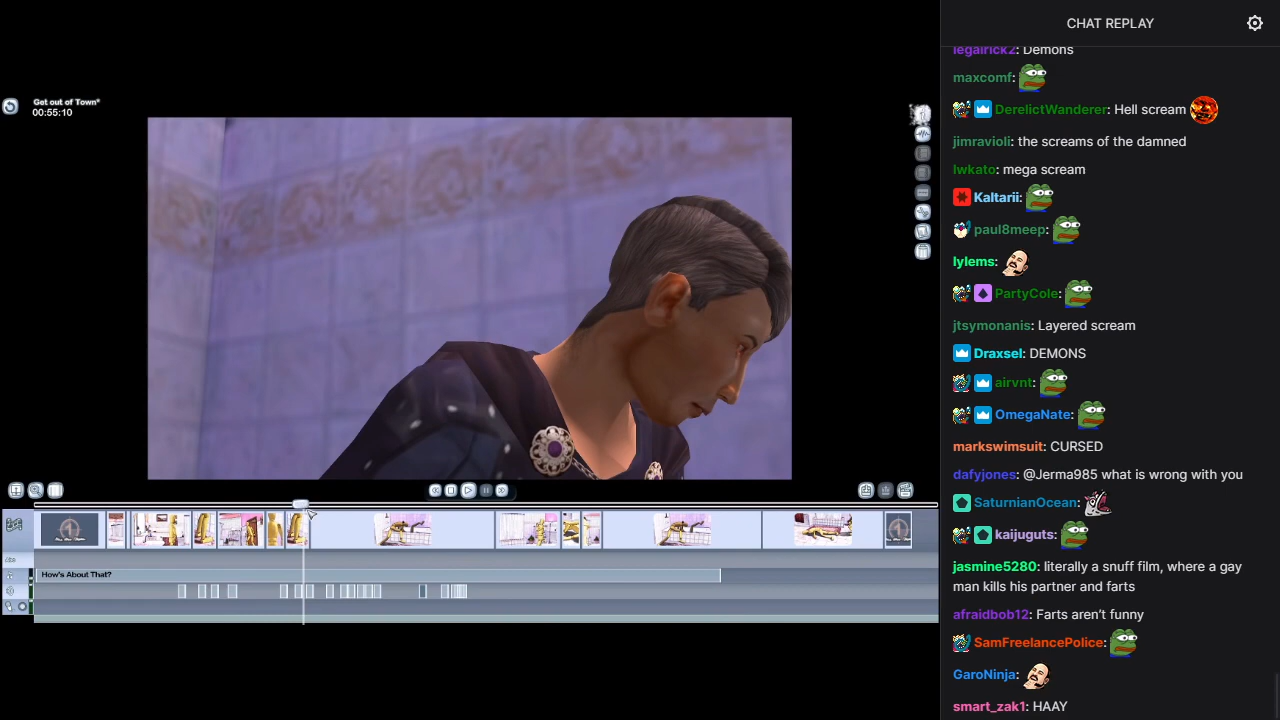 CHAT REPLAY
legalrick2: Demons
maxcomf:
DerelictWanderer: Hell scream
jimravioli: the screams of the damned
lwkato: mega scream
Kaltarii:
paul8meep:
lylems:
PartyCole:
jtsymonanis: Layered scream
Draxsel: DEMONS
airvnt:
OmegaNate:
markswimsuit: CURSED
dafyjones: @Jerma985 what is wrong with you
SaturnianOcean:
kaijuguts:
jasmine5280: literally a snuff film, where a gay
man kills his partner and farts
afraidbob12: Farts aren't funny
SamFreelancePolice:
GaroNinja:
smart_zak1: HAAY
Get out of Town*
00:55:10
How's About That?